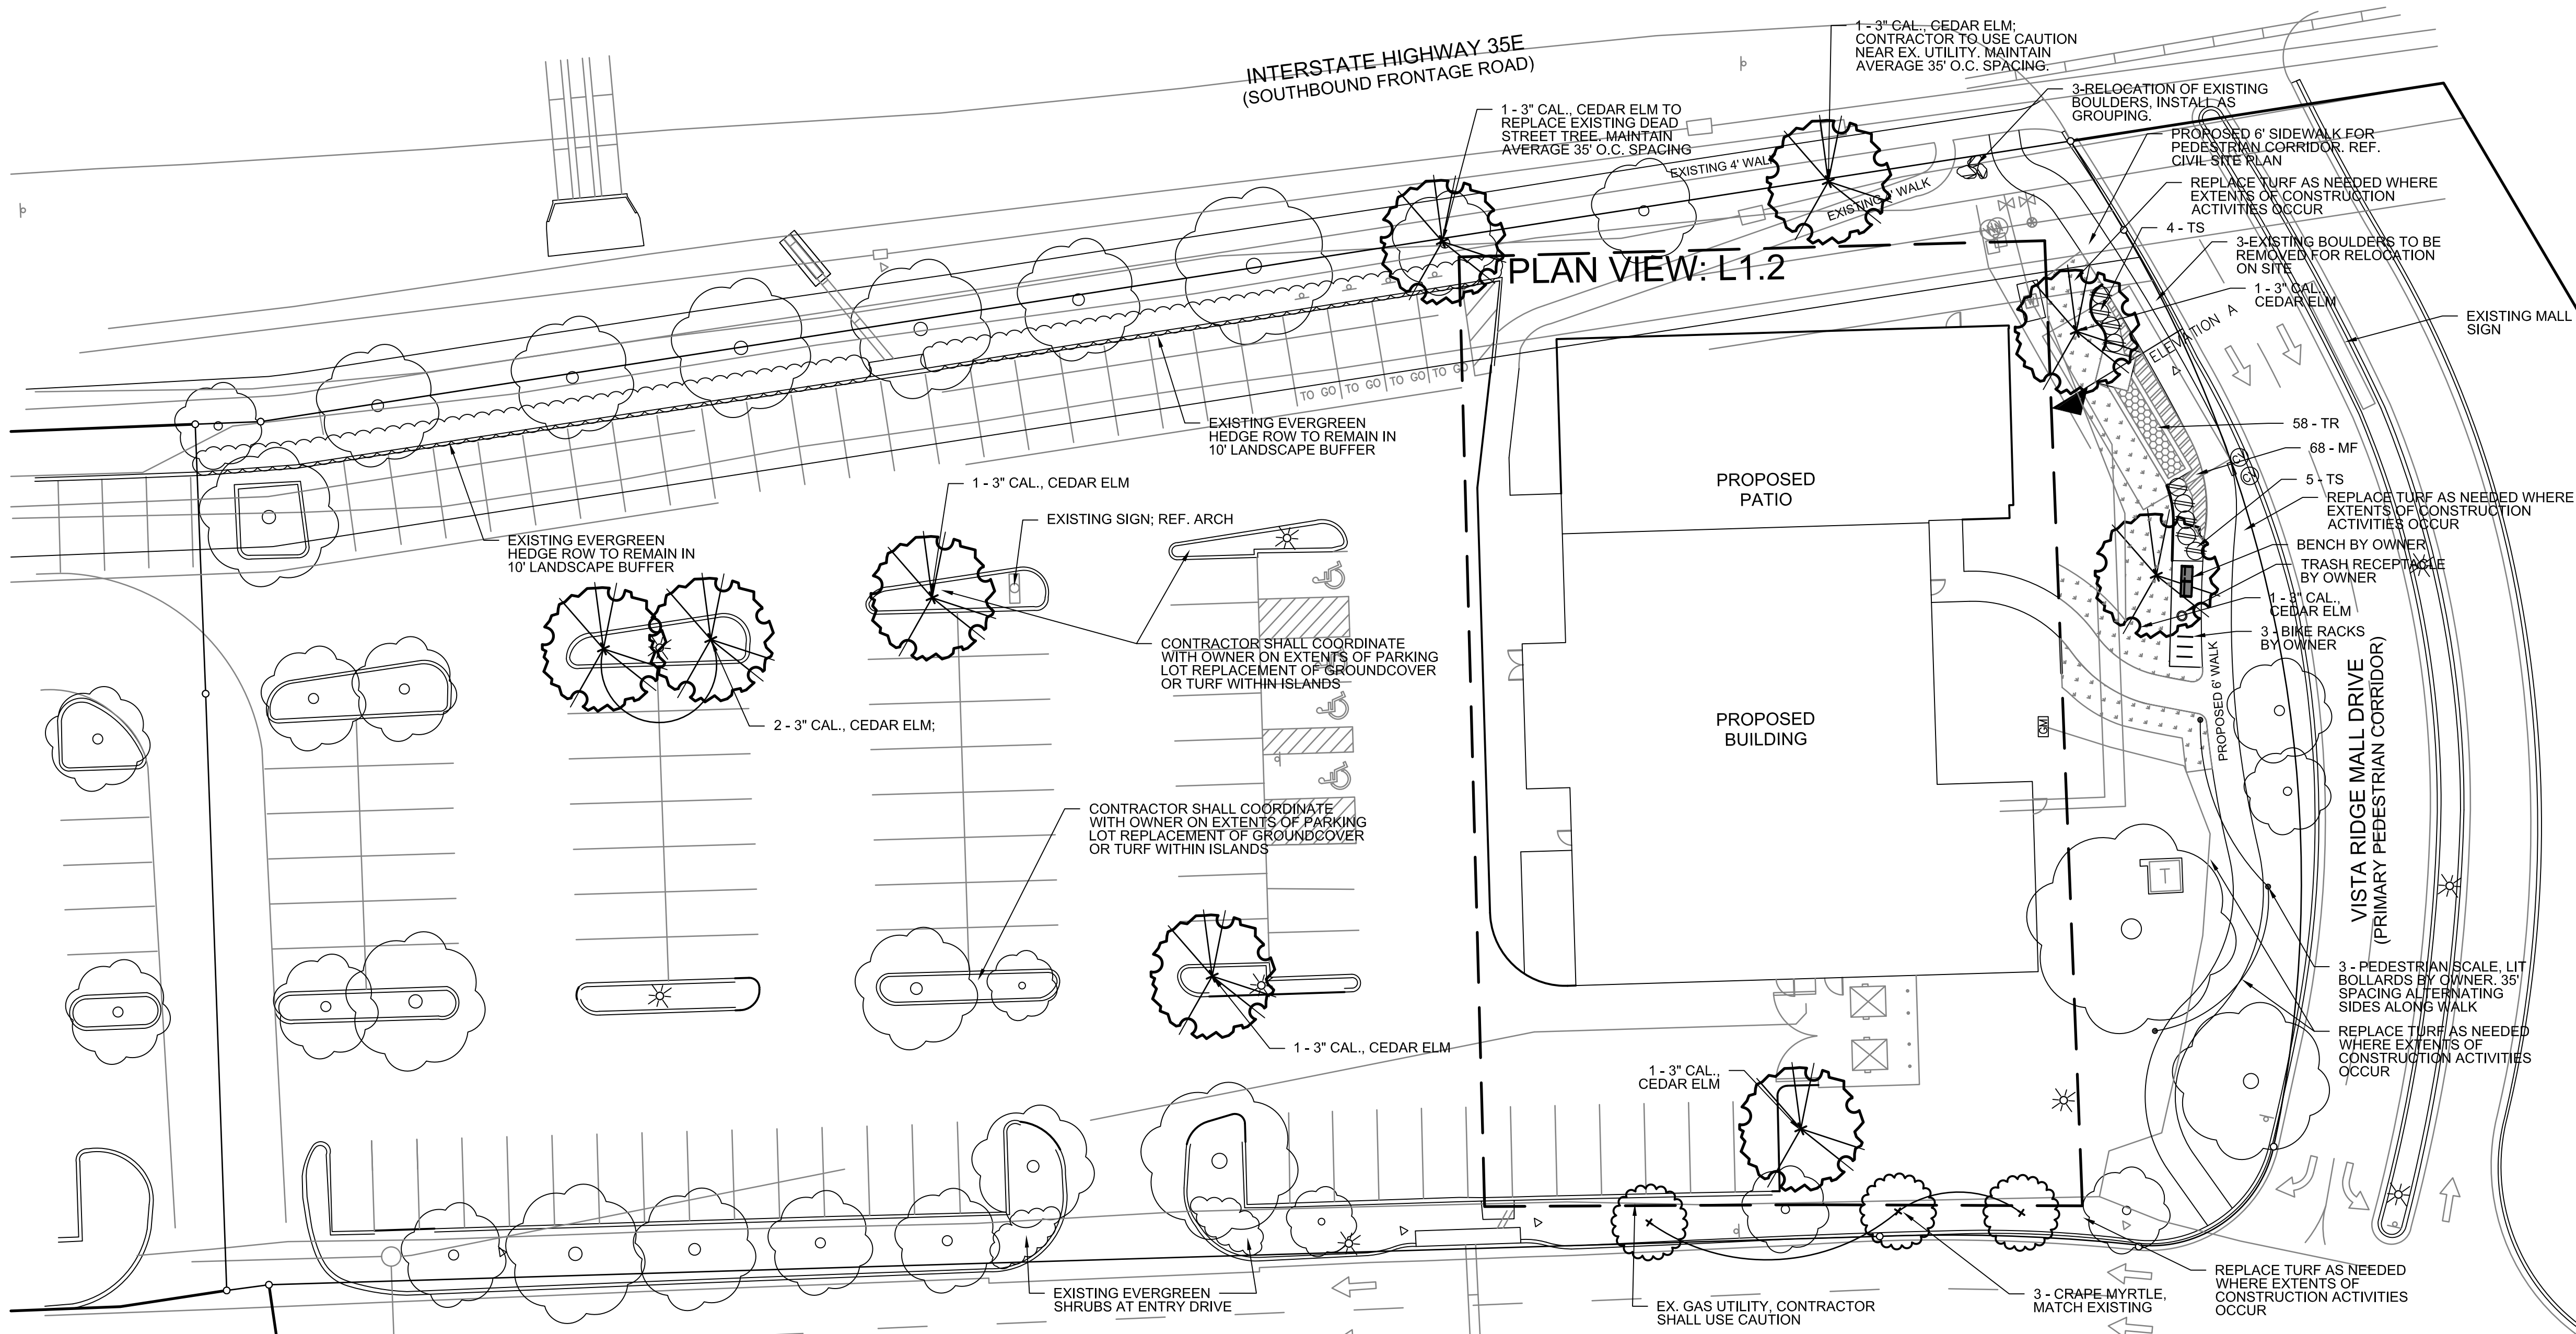 INTERSTATE HIGHWAY 35E
(SOUTHBOUND FRONTAGE ROAD)
1 - 3" CAL., CEDAR ELM;
CONTRACTOR TO USE CAUTION
NEAR EX. UTILITY. MAINTAIN
AVERAGE 35' O.C. SPACING.
1 - 3" CAL., CEDAR ELM TO
REPLACE EXISTING DEAD
STREET TREE. MAINTAIN
AVERAGE 35' O.C. SPACING
3-RELOCATION OF EXISTING
BOULDERS, INSTALL AS
GROUPING.
PROPOSED 6' SIDEWALK FOR
PEDESTRIAN CORRIDOR. REF.
CIVIL SITE PLAN
REPLACE TURF AS NEEDED WHERE
EXTENTS OF CONSTRUCTION
ACTIVITIES OCCUR
4 - TS
3-EXISTING BOULDERS TO BE
REMOVED FOR RELOCATION
ON SITE
1 - 3" CAL.
CEDAR ELM
EXISTING MALL
SIGN
EXISTING 4' WALK
EXISTING WALK
PLAN VIEW: L1.2
ELEVATION A
TO GO TO GO TO GO TO GO
58 - TR
68 - MF
5 - TS
REPLACE TURF AS NEEDED WHERE
EXTENTS OF CONSTRUCTION
ACTIVITIES OCCUR
BENCH BY OWNER
TRASH RECEPTACLE
BY OWNER
1 - 3" CAL.,
CEDAR ELM
3 - BIKE RACKS
BY OWNER
EXISTING EVERGREEN
HEDGE ROW TO REMAIN IN
10' LANDSCAPE BUFFER
1 - 3" CAL., CEDAR ELM
EXISTING SIGN; REF. ARCH
EXISTING EVERGREEN
HEDGE ROW TO REMAIN IN
10' LANDSCAPE BUFFER
PROPOSED
PATIO
CONTRACTOR SHALL COORDINATE
WITH OWNER ON EXTENTS OF PARKING
LOT REPLACEMENT OF GROUNDCOVER
OR TURF WITHIN ISLANDS
2 - 3" CAL., CEDAR ELM;
PROPOSED
BUILDING
GM
PROPOSED 6' WALK
VISTA RIDGE MALL DRIVE
(PRIMARY PEDESTRIAN CORRIDOR)
CONTRACTOR SHALL COORDINATE
WITH OWNER ON EXTENTS OF PARKING
LOT REPLACEMENT OF GROUNDCOVER
OR TURF WITHIN ISLANDS
T
3 - PEDESTRIAN SCALE, LIT
BOLLARDS BY OWNER. 35'
SPACING ALTERNATING
SIDES ALONG WALK
REPLACE TURF AS NEEDED
WHERE EXTENTS OF
CONSTRUCTION ACTIVITIES
OCCUR
1 - 3" CAL., CEDAR ELM
1 - 3" CAL.,
CEDAR ELM
EXISTING EVERGREEN
SHRUBS AT ENTRY DRIVE
EX. GAS UTILITY, CONTRACTOR
SHALL USE CAUTION
3 - CRAPE MYRTLE,
MATCH EXISTING
REPLACE TURF AS NEEDED
WHERE EXTENTS OF
CONSTRUCTION ACTIVITIES
OCCUR